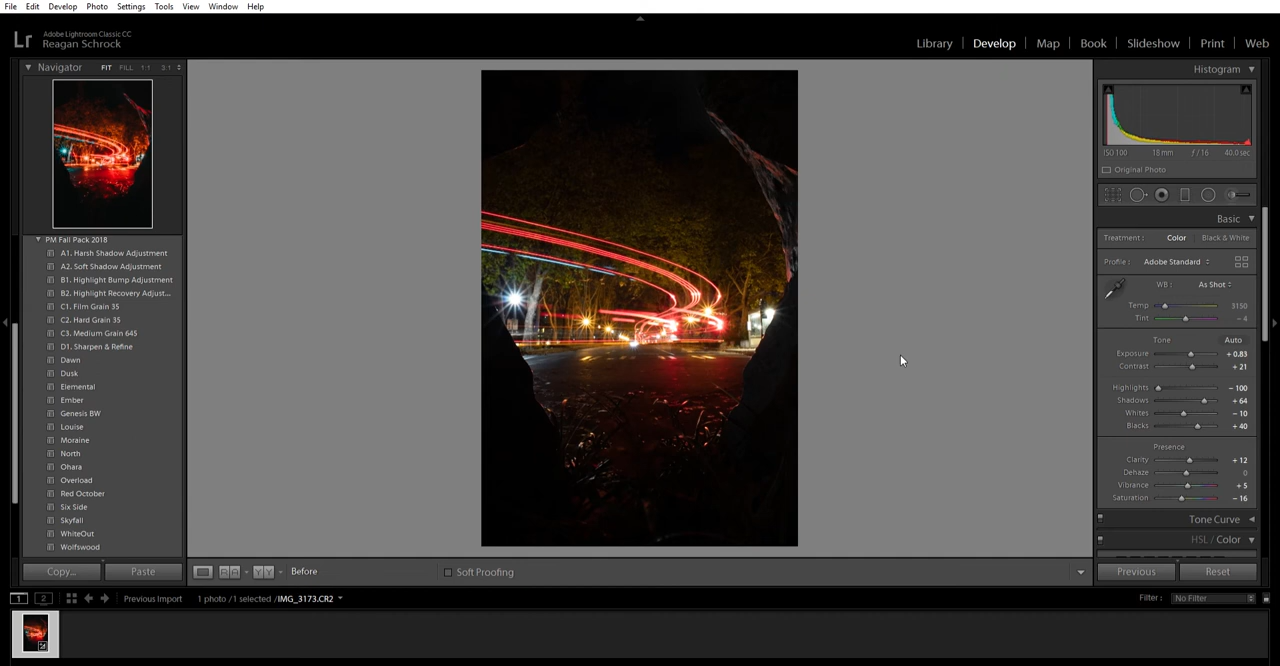 File Edit Develop Photo Settings Tools View Window Help
Lr Adobe Lightroom Classic CC
Reagan Schrock
Library Develop Map Book Slideshow Print Web
Navigator FIT FILL 1:1 3:1
PM Fall Pack 2018
A1. Harsh Shadow Adjustment
A2. Soft Shadow Adjustment
B1. Highlight Bump Adjustment
B2. Highlight Recovery Adjust...
C1. Film Grain 35
C2. Hard Grain 35
C3. Medium Grain 645
D1. Sharpen & Refine
Dawn
Dusk
Elemental
Ember
Genesis BW
Louise
Moraine
North
Ohara
Overload
Red October
Six Side
Skyfall
WhiteOut
Wolfswood
Copy... Paste
Before Soft Proofing
Histogram
ISO 100 18 mm ƒ / 16 40.0 sec
Original Photo
Basic
Treatment : Color Black & White
Profile : Adobe Standard
WB : As Shot
Temp 3150
Tint – 4
Tone Auto
Exposure + 0.83
Contrast + 21
Highlights – 100
Shadows + 64
Whites – 10
Blacks + 40
Presence
Clarity + 12
Dehaze 0
Vibrance + 5
Saturation – 16
Tone Curve
HSL / Color
Previous Reset
1 2 Previous Import 1 photo / 1 selected / IMG_3173.CR2 Filter : No Filter